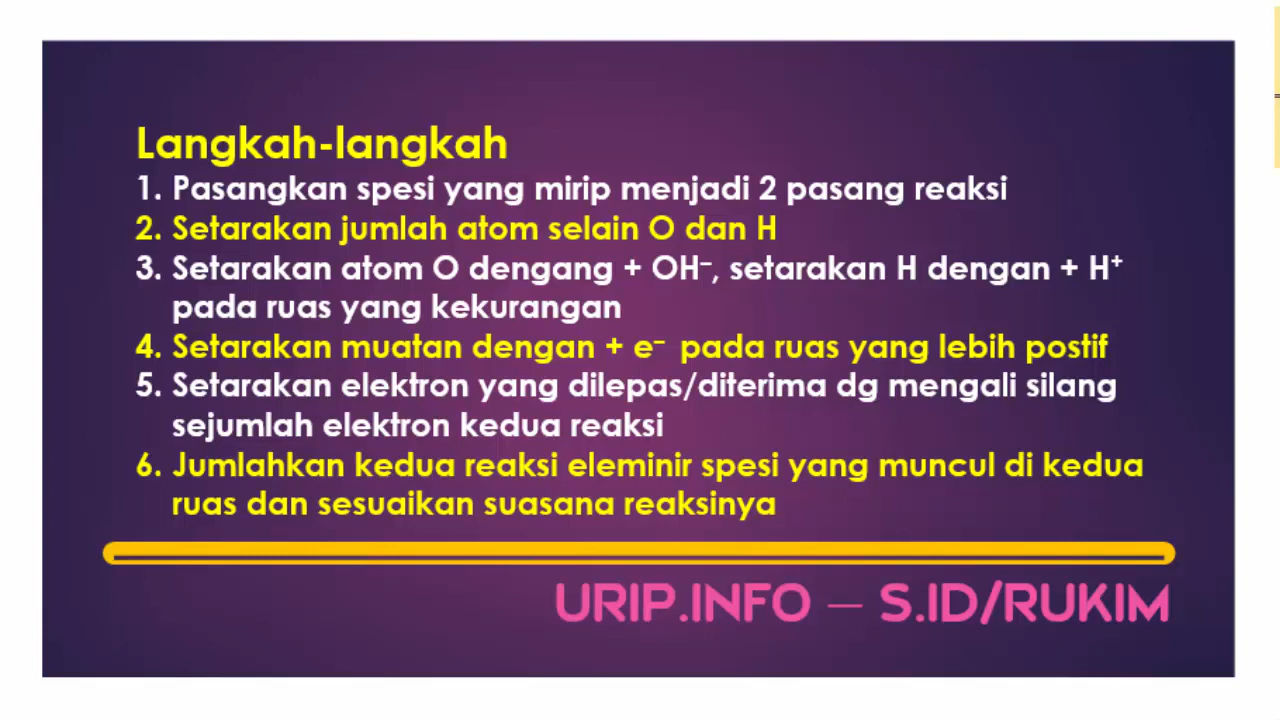 Langkah-langkah
1. Pasangkan spesi yang mirip menjadi 2 pasang reaksi
2. Setarakan jumlah atom selain O dan H
3. Setarakan atom O dengang + OH⁻, setarakan H dengan + H⁺
pada ruas yang kekurangan
4. Setarakan muatan dengan + e⁻ pada ruas yang lebih postif
5. Setarakan elektron yang dilepas/diterima dg mengali silang
sejumlah elektron kedua reaksi
6. Jumlahkan kedua reaksi eleminir spesi yang muncul di kedua
ruas dan sesuaikan suasana reaksinya
URIP.INFO – S.ID/RUKIM